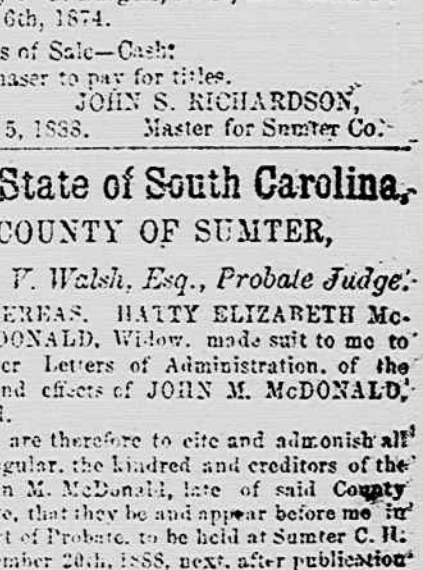 6th, 1874.
s of Sale—Cash:
haser to pay for titles.
JOHN S. RICHARDSON,
5, 1888. Master for Sumter Co.
State of South Carolina,
COUNTY OF SUMTER,
V. Walsh, Esq., Probate Judge.
EREAS, HATTY ELIZABETH Mc-
DONALD, Widow, made suit to me to
er Letters of Administration, of the
nd effects of JOHN M. McDONALD,
d.
are therefore to cite and admonish all
gular, the kindred and creditors of the
n M. McDonald, late of said County
e, that they be and appear before me in
rt of Probate, to be held at Sumter C. H.
mber 20th, 1888, next, after publication